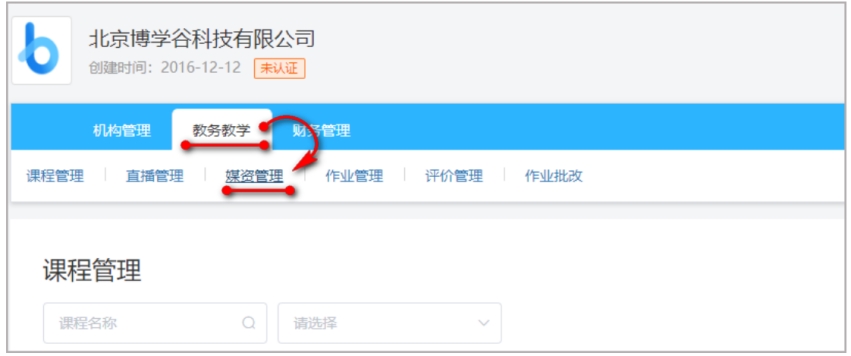 北京博学谷科技有限公司
创建时间：2016-12-12 未认证
机构管理 教务教学 财务管理
课程管理 直播管理 媒资管理 作业管理 评价管理 作业批改
课程管理
课程名称 请选择